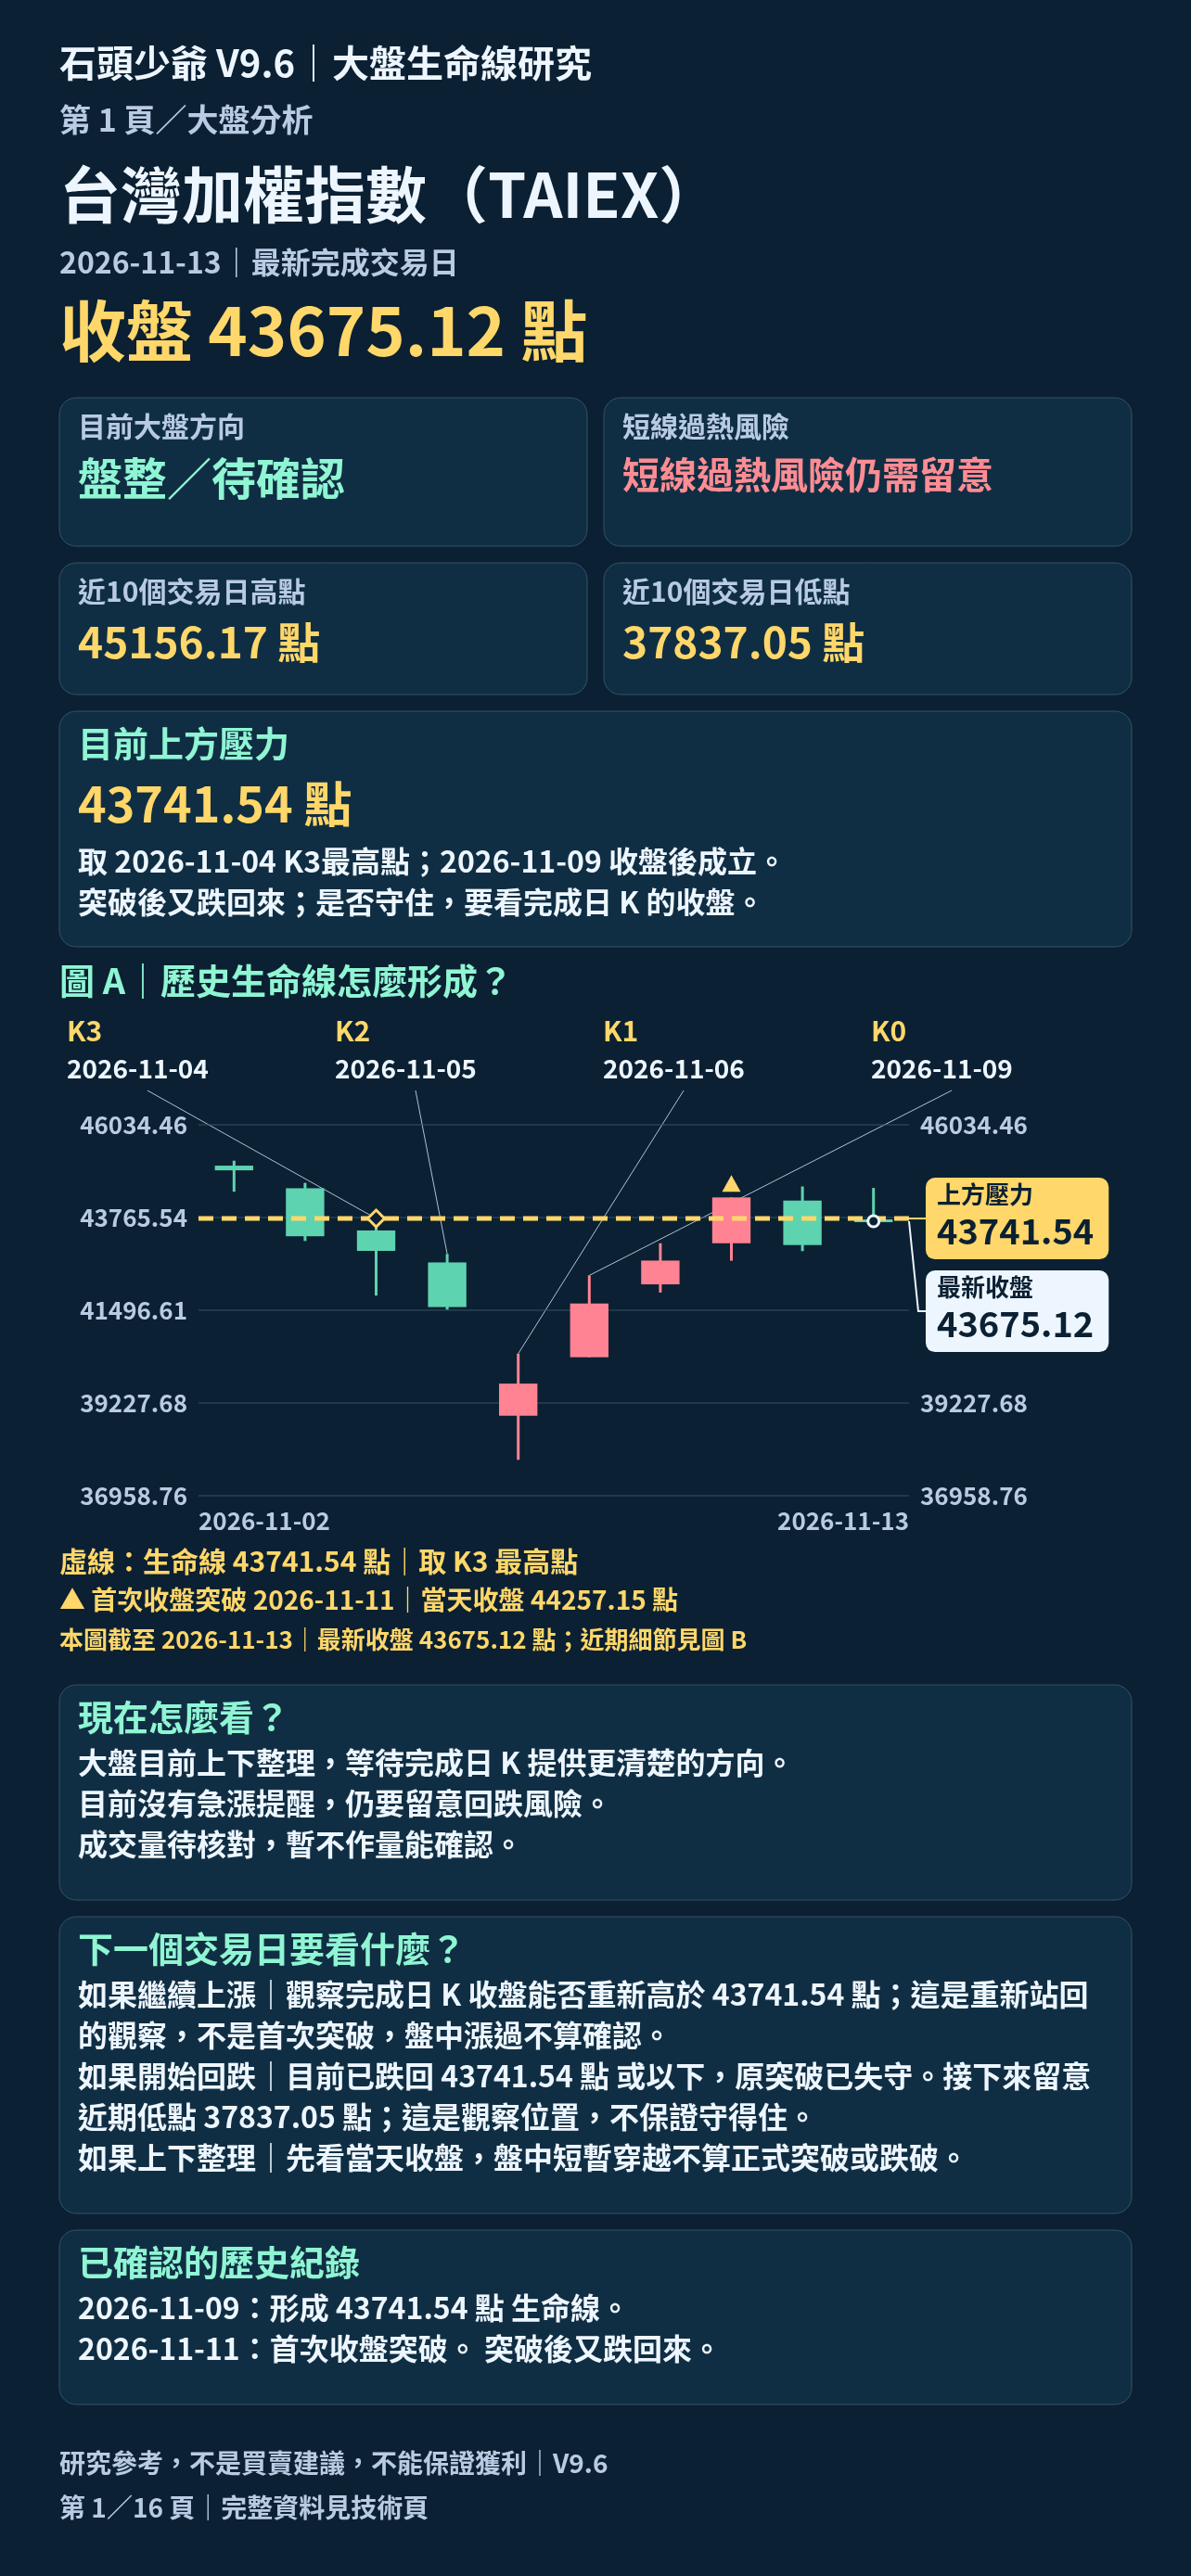 石頭少爺 V9.6｜大盤生命線研究
第 1 頁／大盤分析
台灣加權指數（TAIEX）
2026-11-13｜最新完成交易日
收盤 43675.12 點
目前大盤方向
盤整／待確認
短線過熱風險
短線過熱風險仍需留意
近10個交易日高點
45156.17 點
近10個交易日低點
37837.05 點
目前上方壓力
43741.54 點
取 2026-11-04 K3最高點；2026-11-09 收盤後成立。
突破後又跌回來；是否守住，要看完成日 K 的收盤。
圖 A｜歷史生命線怎麼形成？
K3
2026-11-04
K2
2026-11-05
K1
2026-11-06
K0
2026-11-09
46034.46
46034.46
43765.54
上方壓力
43741.54
最新收盤
43675.12
41496.61
39227.68
39227.68
36958.76
36958.76
2026-11-02
2026-11-13
虛線：生命線 43741.54 點｜取 K3 最高點
▲ 首次收盤突破 2026-11-11｜當天收盤 44257.15 點
本圖截至 2026-11-13｜最新收盤 43675.12 點；近期細節見圖 B
現在怎麼看？
大盤目前上下整理，等待完成日 K 提供更清楚的方向。
目前沒有急漲提醒，仍要留意回跌風險。
成交量待核對，暫不作量能確認。
下一個交易日要看什麼？
如果繼續上漲｜觀察完成日 K 收盤能否重新高於 43741.54 點；這是重新站回
的觀察，不是首次突破，盤中漲過不算確認。
如果開始回跌｜目前已跌回 43741.54 點 或以下，原突破已失守。接下來留意
近期低點 37837.05 點；這是觀察位置，不保證守得住。
如果上下整理｜先看當天收盤，盤中短暫穿越不算正式突破或跌破。
已確認的歷史紀錄
2026-11-09：形成 43741.54 點 生命線。
2026-11-11：首次收盤突破。 突破後又跌回來。
研究參考，不是買賣建議，不能保證獲利｜V9.6
第 1／16 頁｜完整資料見技術頁